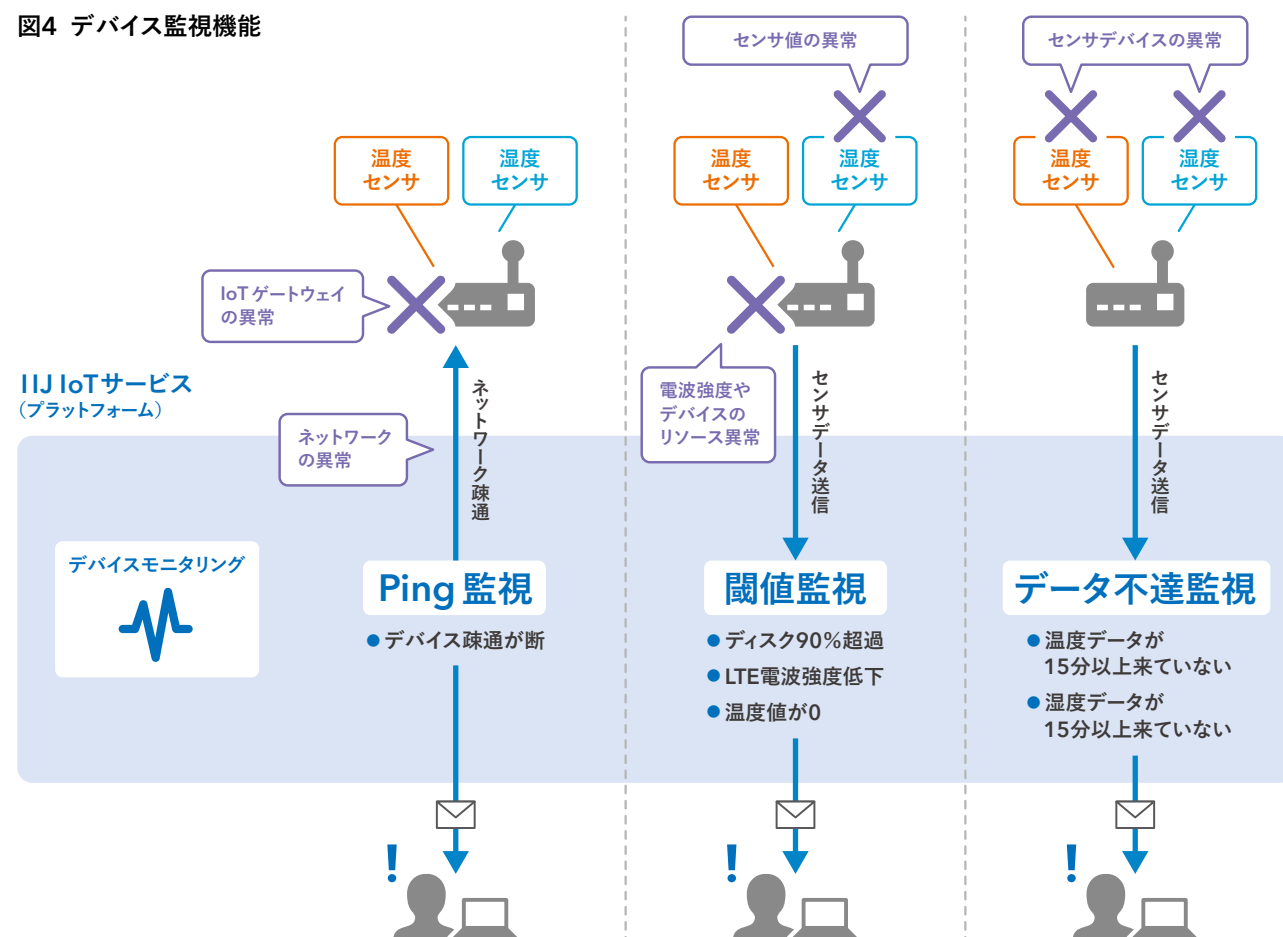 図4 デバイス監視機能
センサ値の異常
センサデバイスの異常
温度
センサ
湿度
センサ
温度
センサ
湿度
センサ
温度
センサ
湿度
センサ
IoTゲートウェイ
の異常
IIJ IoTサービス
(プラットフォーム)
ネットワーク
の異常
ネットワーク疎通
電波強度や
デバイスの
リソース異常
センサデータ送信
センサデータ送信
デバイスモニタリング
Ping 監視
●デバイス疎通が断
閾値監視
●ディスク90%超過
●LTE電波強度低下
●温度値が0
データ不達監視
●温度データが
15分以上来ていない
●湿度データが
15分以上来ていない
!
!
!